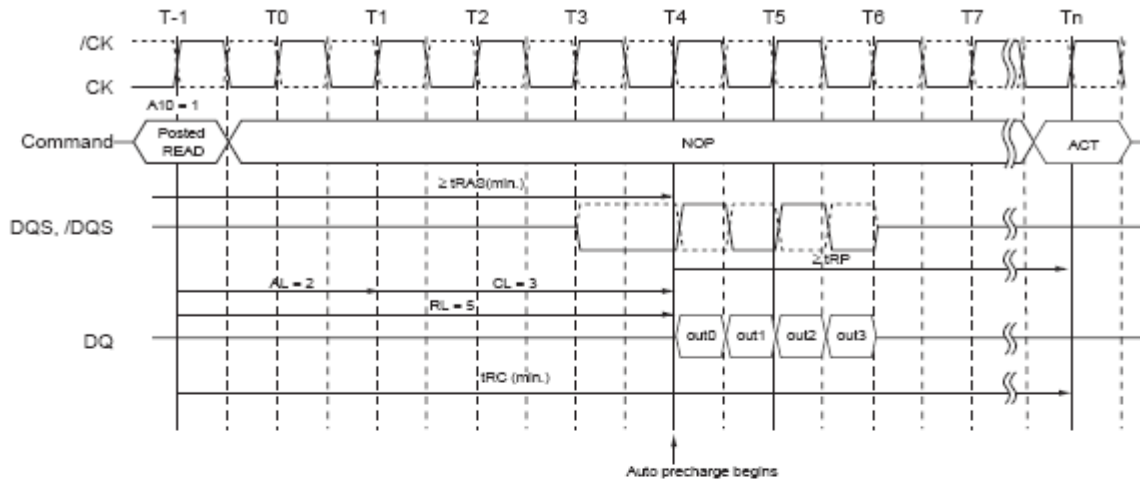 T-1 T0 T1 T2 T3 T4 T5 T6 T7 Tn
/CK
CK
A10 = 1
Command Posted READ NOP ACT
≥ tRAS(min.)
DQS, /DQS
≥ tRP
AL = 2 CL = 3
RL = 5
DQ out0 out1 out2 out3
tRC (min.)
Auto precharge begins